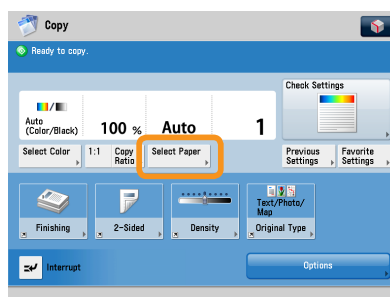 Copy
Ready to copy.
Check Settings
Auto
(Color/Black)
100 %
Auto
1
Select Color
1:1
Copy
Ratio
Select Paper
Previous
Settings
Favorite
Settings
Finishing
2-Sided
Density
Text/Photo/
Map
Original Type
Interrupt
Options